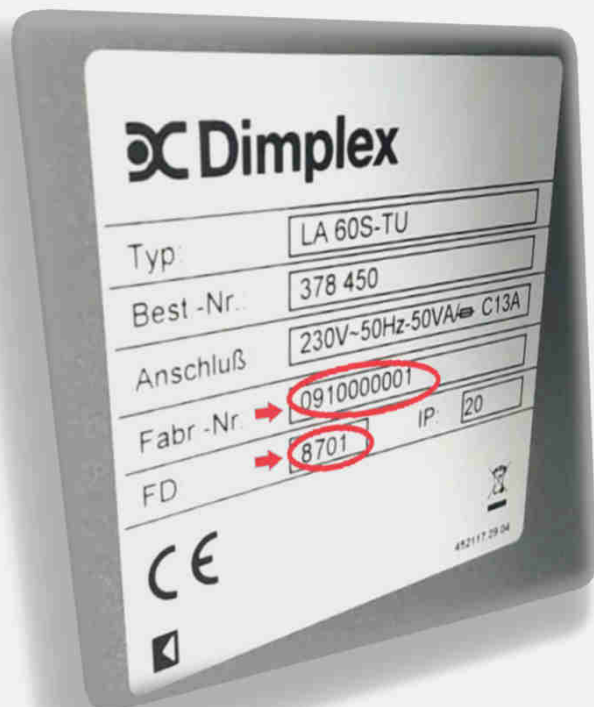 Dimplex
Typ: LA 60S-TU
Best.-Nr.: 378 450
Anschluß 230V~50Hz-50VA/ C13A
Fabr.-Nr. 0910000001
FD 8701 IP: 20
CE
452117.29.04